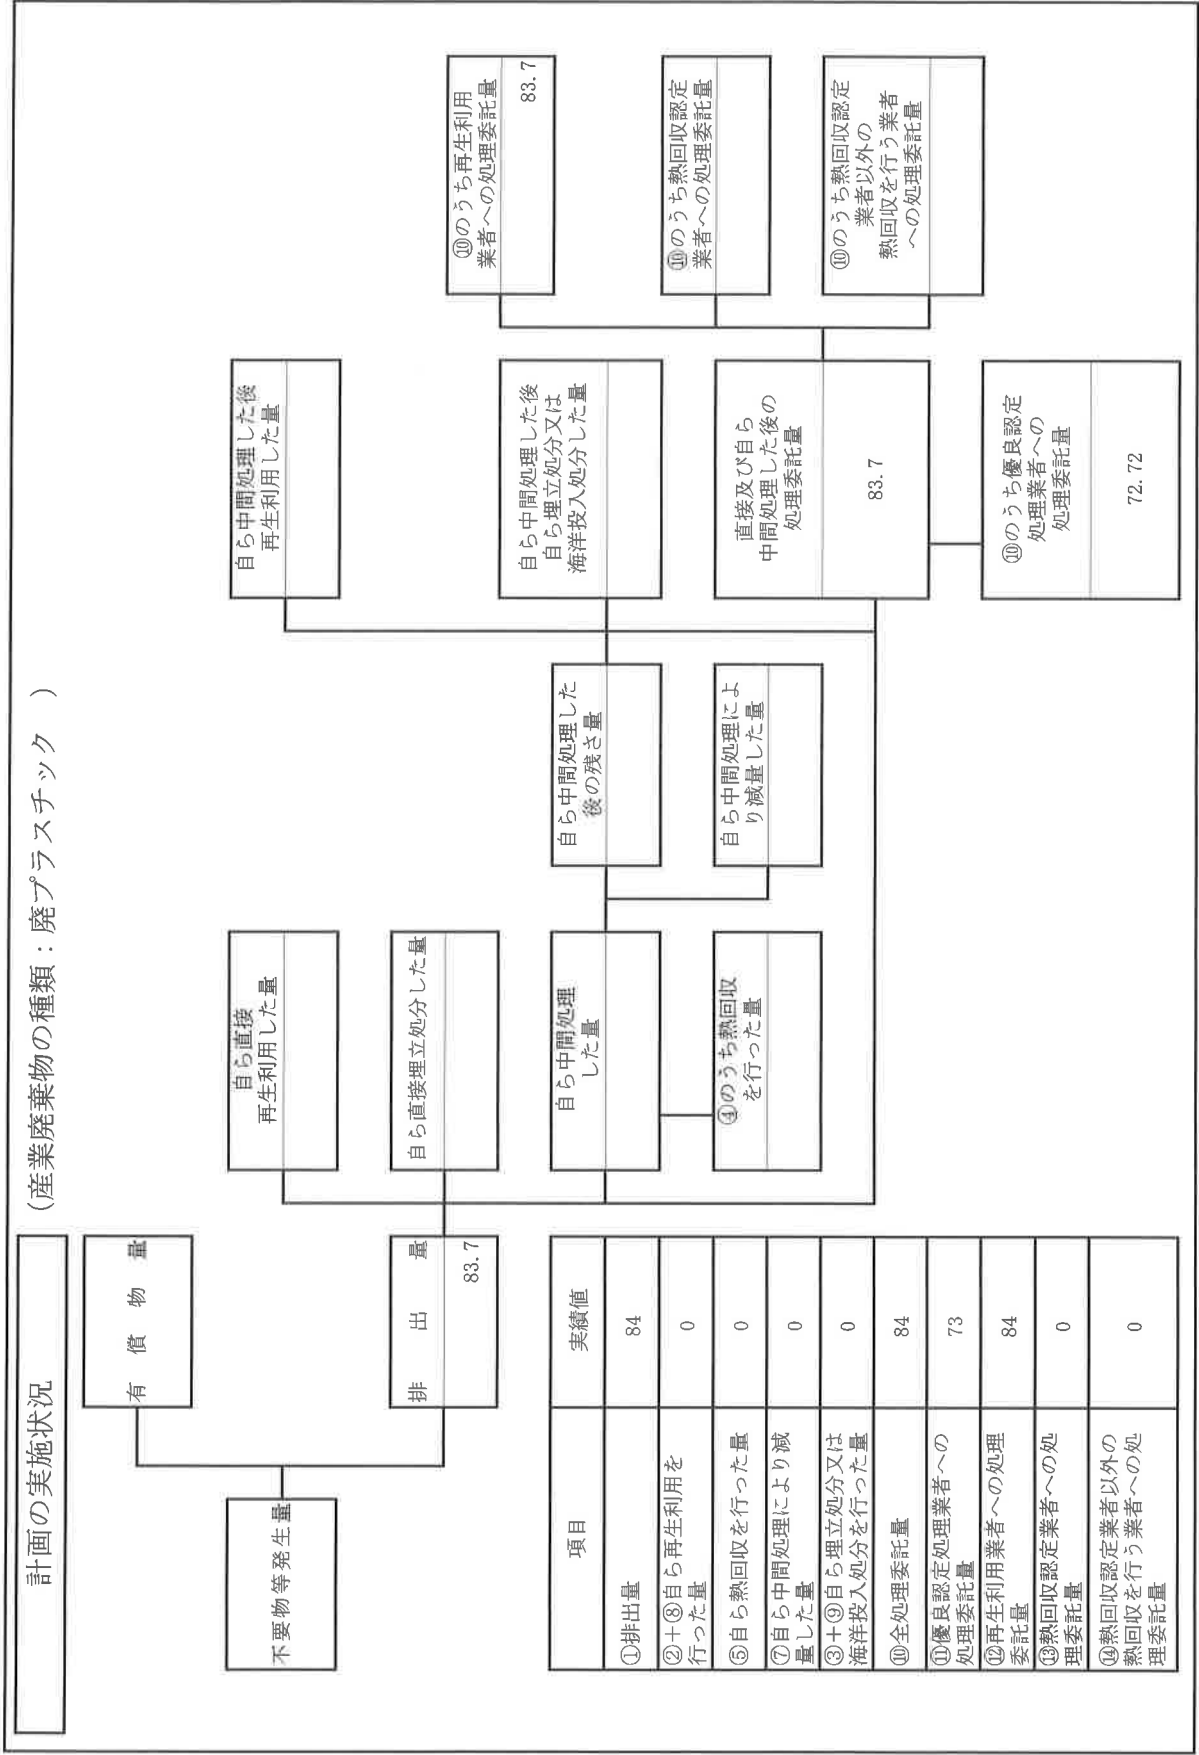 計画の実施状況
（産業廃棄物の種類：廃プラスチック　）
不要物等発生量
有　償　物　量
排　出　量
83.7
自ら直接
再生利用した量
自ら直接埋立処分した量
自ら中間処理
した量
④のうち熱回収
を行った量
自ら中間処理した
後の残さ量
自ら中間処理によ
り減量した量
自ら中間処理した後
再生利用した量
自ら中間処理した後
自ら埋立処分又は
海洋投入処分した量
直接及び自ら
中間処理した後の
処理委託量
83.7
⑩のうち優良認定
処理業者への
処理委託量
72.72
⑩のうち再生利用
業者への処理委託量
83.7
⑩のうち熱回収認定
業者への処理委託量
⑩のうち熱回収認定
業者以外の
熱回収を行う業者
への処理委託量
項目　実績値
①排出量　84
②＋⑧自ら再生利用を
行った量　0
⑤自ら熱回収を行った量　0
⑦自ら中間処理により減
量した量　0
③＋⑨自ら埋立処分又は
海洋投入処分を行った量　0
⑩全処理委託量　84
⑪優良認定処理業者への
処理委託量　73
⑫再生利用業者への処理
委託量　84
⑬熱回収認定業者への処
理委託量　0
⑭熱回収認定業者以外の
熱回収を行う業者への処
理委託量　0